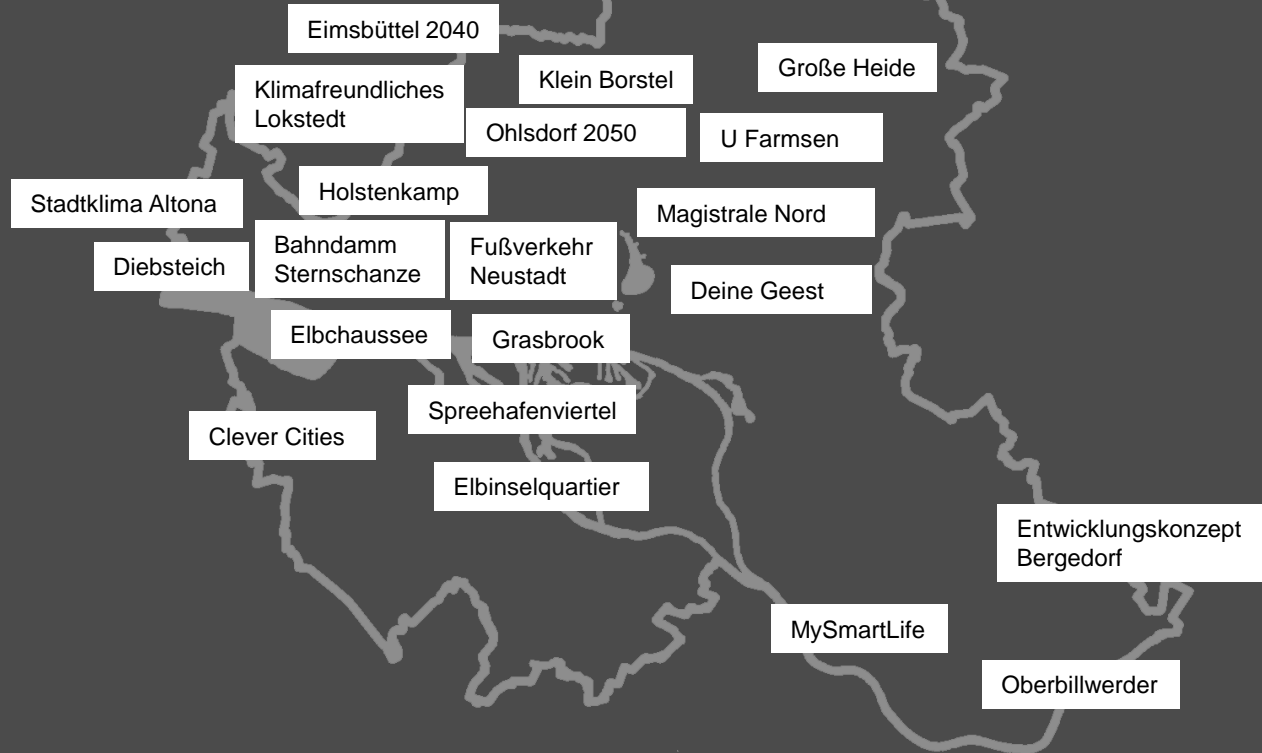 Eimsbüttel 2040
Große Heide
Klein Borstel
Klimafreundliches
Lokstedt
Ohlsdorf 2050
U Farmsen
Holstenkamp
Stadtklima Altona
Magistrale Nord
Bahndamm
Sternschanze
Fußverkehr
Neustadt
Diebsteich
Deine Geest
Elbchaussee
Grasbrook
Spreehafenviertel
Clever Cities
Elbinselquartier
Entwicklungskonzept
Bergedorf
MySmartLife
Oberbillwerder